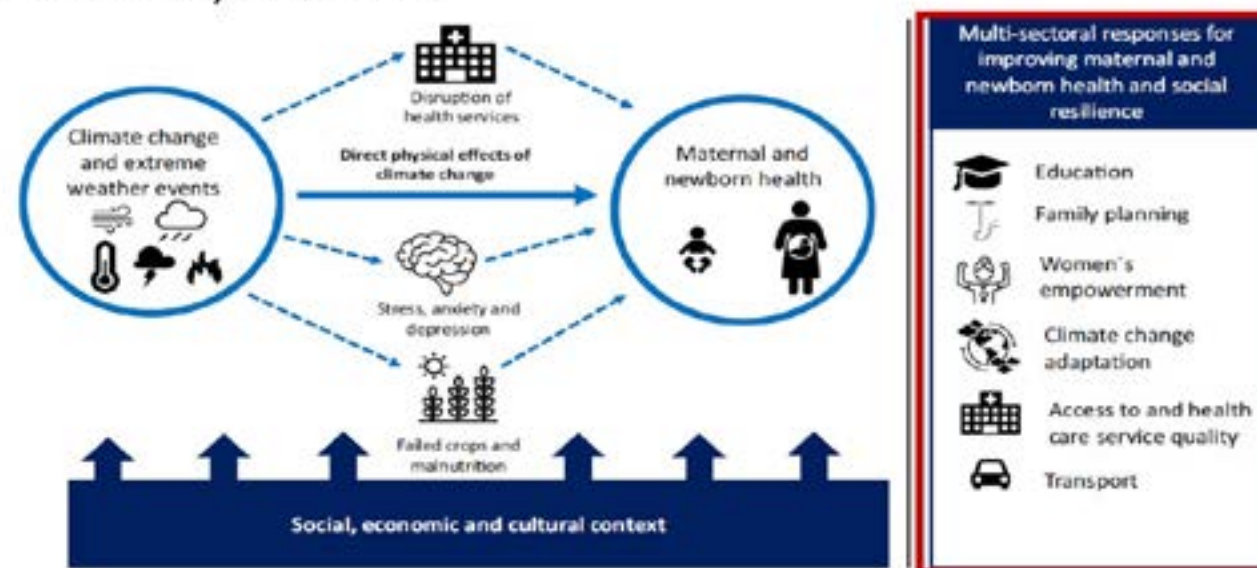 Disruption of
health services
Climate change
and extreme
weather events
Direct physical effects of
climate change
Maternal and
newborn health
Stress, anxiety and
depression
Failed crops and
malnutrition
Social, economic and cultural context
Multi-sectoral responses for
improving maternal and
newborn health and social
resilience
Education
Family planning
Women´s
empowerment
Climate change
adaptation
Access to and health
care service quality
Transport